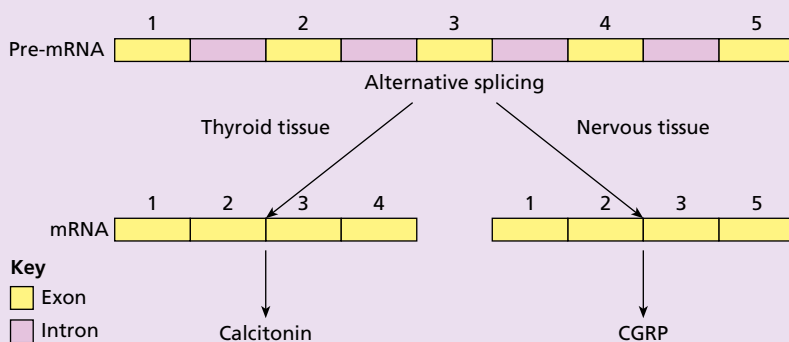 1 2 3 4 5
Pre-mRNA
Alternative splicing
Thyroid tissue Nervous tissue
1 2 3 4 1 2 3 5
mRNA
Key
Exon
Intron Calcitonin CGRP